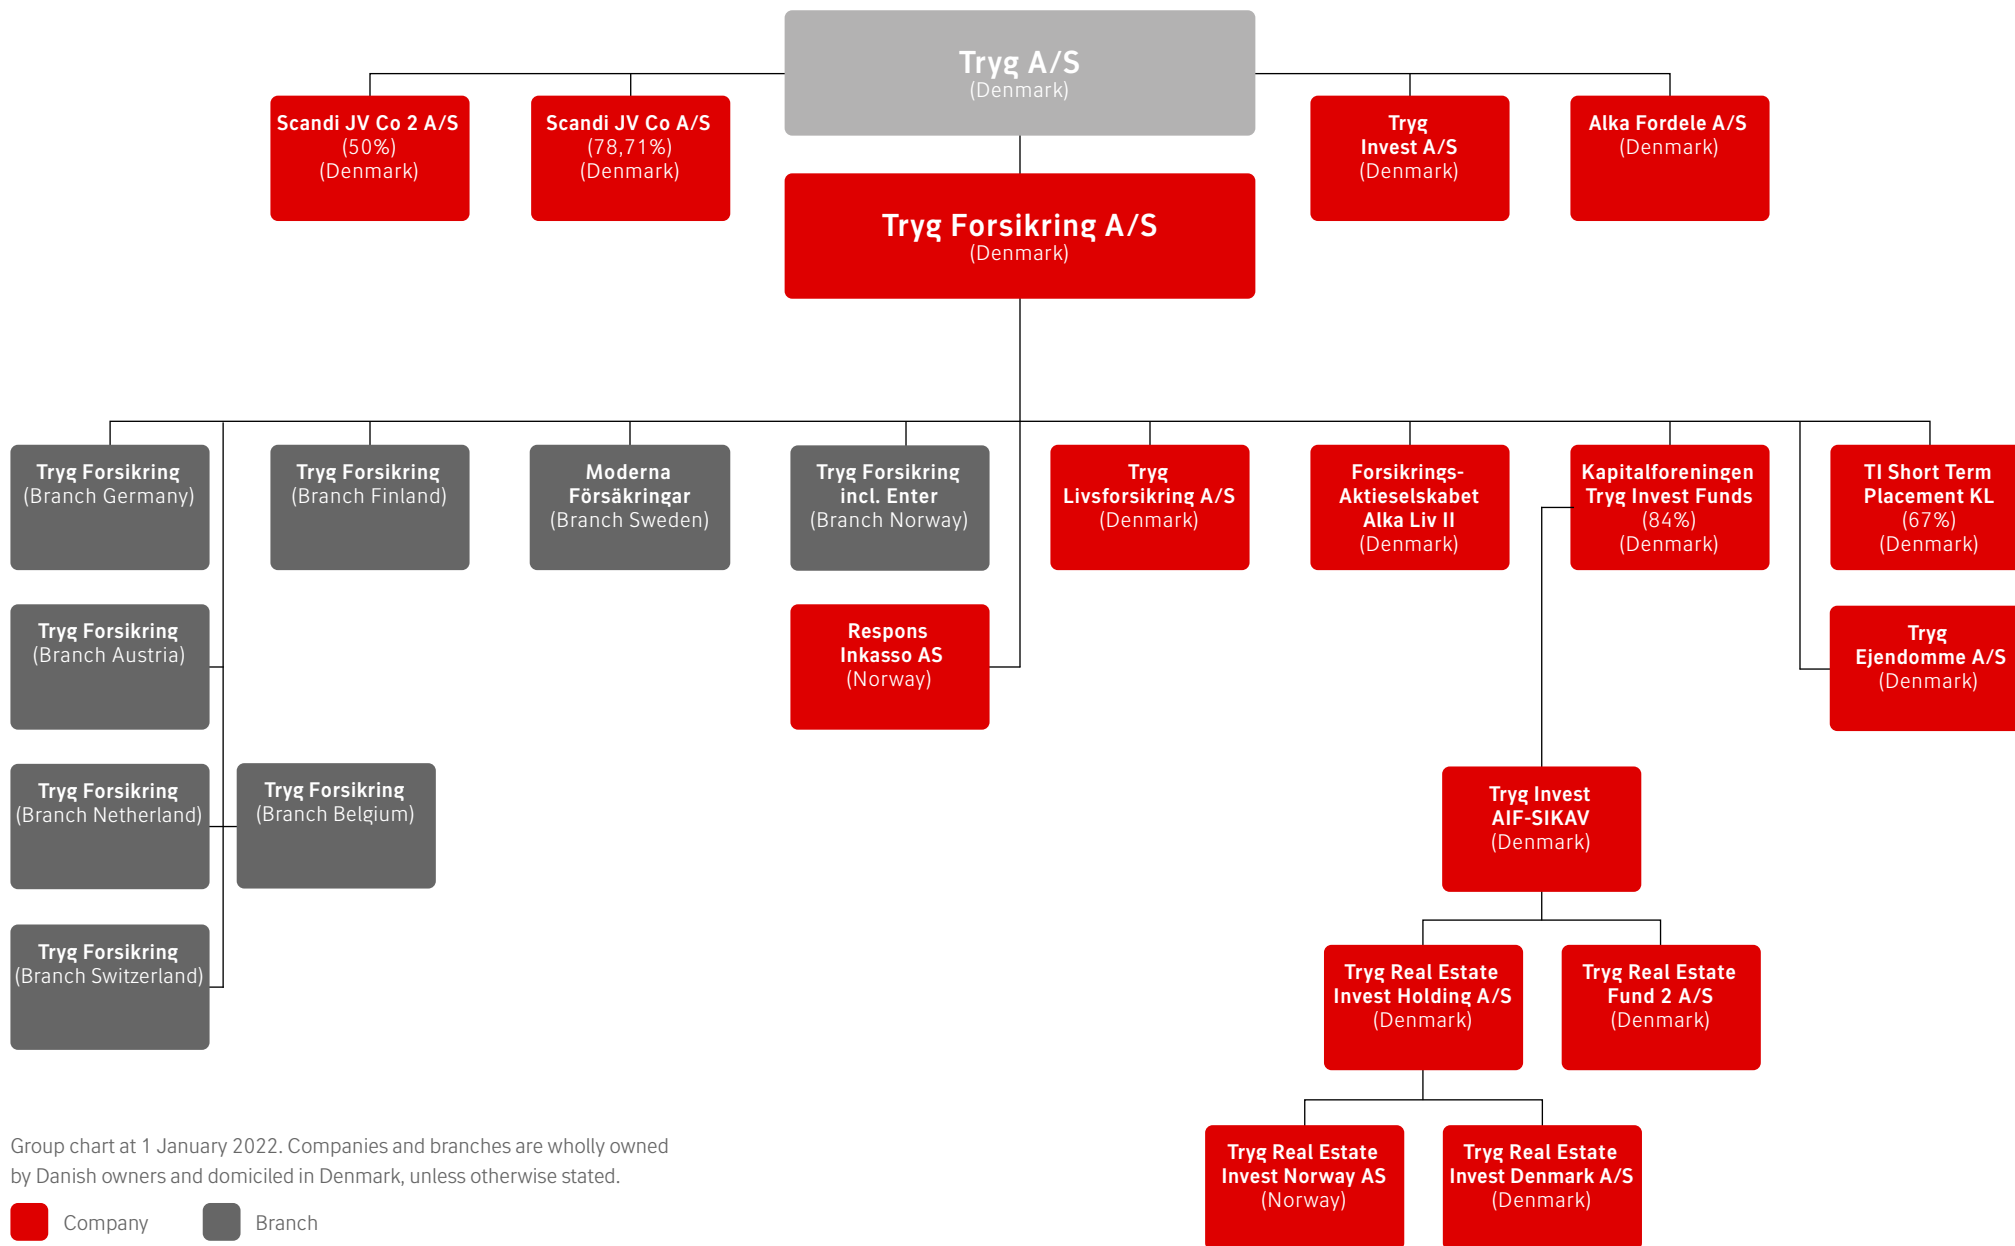 Tryg A/S
(Denmark)
Scandi JV Co 2 A/S
(50%)
(Denmark)
Scandi JV Co A/S
(78,71%)
(Denmark)
Tryg
Invest A/S
(Denmark)
Alka Fordele A/S
(Denmark)
Tryg Forsikring A/S
(Denmark)
Tryg Forsikring
(Branch Germany)
Tryg Forsikring
(Branch Finland)
Moderna
Försäkringar
(Branch Sweden)
Tryg Forsikring
incl. Enter
(Branch Norway)
Tryg
Livsforsikring A/S
(Denmark)
Forsikrings-
Aktieselskabet
Alka Liv II
(Denmark)
Kapitalforeningen
Tryg Invest Funds
(84%)
(Denmark)
TI Short Term
Placement KL
(67%)
(Denmark)
Tryg Forsikring
(Branch Austria)
Respons
Inkasso AS
(Norway)
Tryg
Ejendomme A/S
(Denmark)
Tryg Forsikring
(Branch Netherland)
Tryg Forsikring
(Branch Belgium)
Tryg Invest
AIF-SIKAV
(Denmark)
Tryg Forsikring
(Branch Switzerland)
Tryg Real Estate
Invest Holding A/S
(Denmark)
Tryg Real Estate
Fund 2 A/S
(Denmark)
Tryg Real Estate
Invest Norway AS
(Norway)
Tryg Real Estate
Invest Denmark A/S
(Denmark)
Group chart at 1 January 2022. Companies and branches are wholly owned
by Danish owners and domiciled in Denmark, unless otherwise stated.
Company
Branch